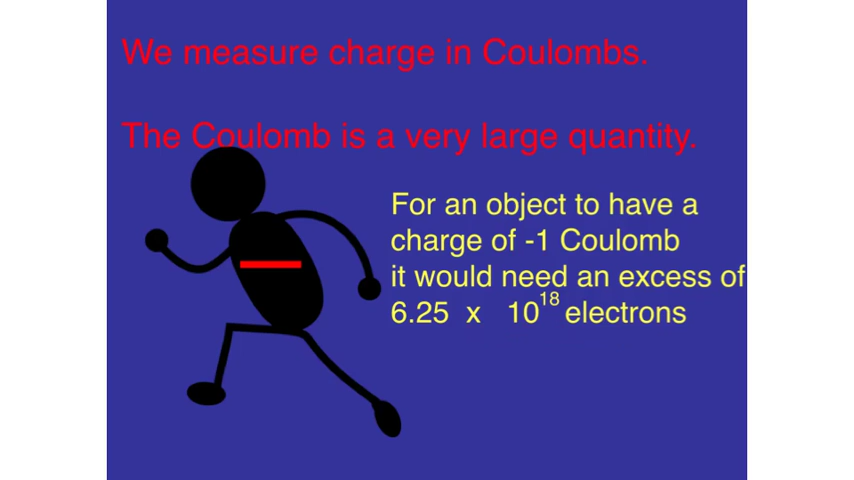 We measure charge in Coulombs.
The Coulomb is a very large quantity.
For an object to have a
charge of -1 Coulomb
it would need an excess of
6.25 x 10^18 electrons